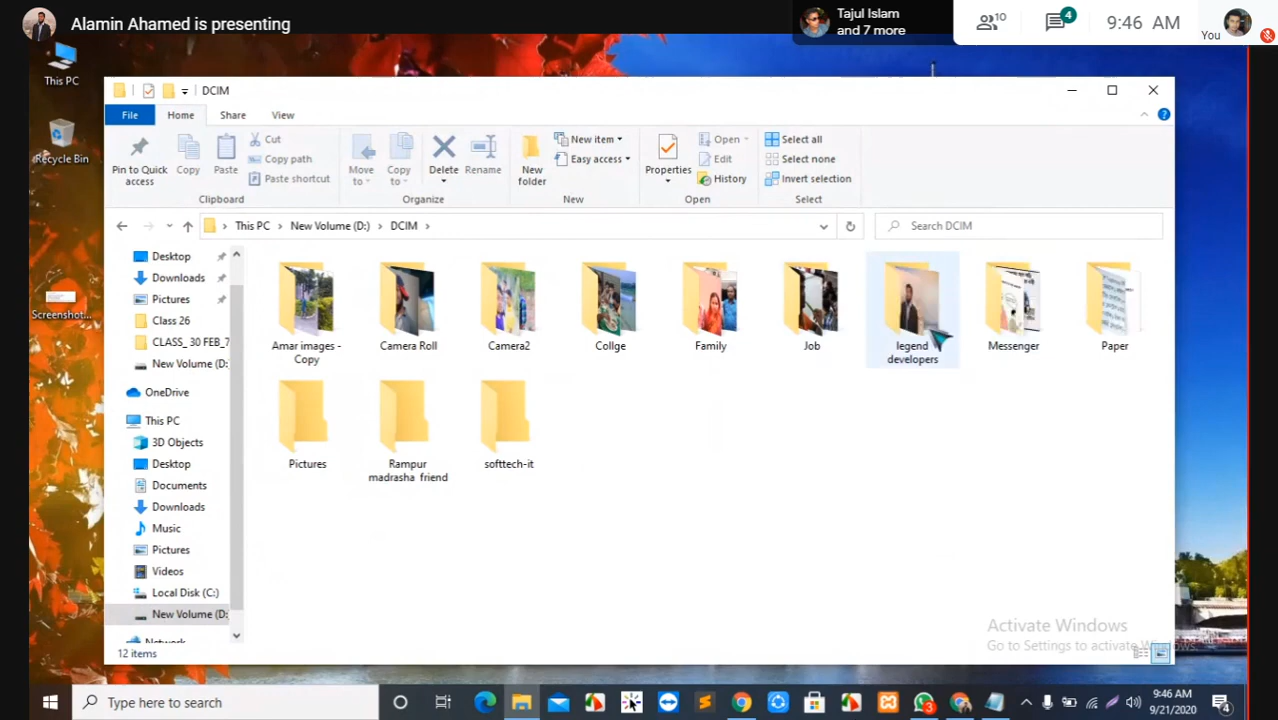 Alamin Ahamed is presenting
Tajul Islam
and 7 more
10
4
9:46 AM
You
This PC
Recycle Bin
Screenshot...
DCIM
File
Home
Share
View
Pin to Quick
access
Copy
Paste
Cut
Copy path
Paste shortcut
Clipboard
Move
to
Copy
to
Delete
Rename
Organize
New
folder
New item
Easy access
New
Properties
Open
Edit
History
Open
Select all
Select none
Invert selection
Select
This PC > New Volume (D:) > DCIM >
Search DCIM
Desktop
Downloads
Pictures
Class 26
CLASS_ 30 FEB_7
New Volume (D:
OneDrive
This PC
3D Objects
Desktop
Documents
Downloads
Music
Pictures
Videos
Local Disk (C:)
New Volume (D:
Network
Amar images -
Copy
Camera Roll
Camera2
Collge
Family
Job
legend
developers
Messenger
Paper
Pictures
Rampur
madrasha friend
softtech-it
12 items
Activate Windows
Go to Settings to activate Windows.
Type here to search
3
9:46 AM
9/21/2020
4